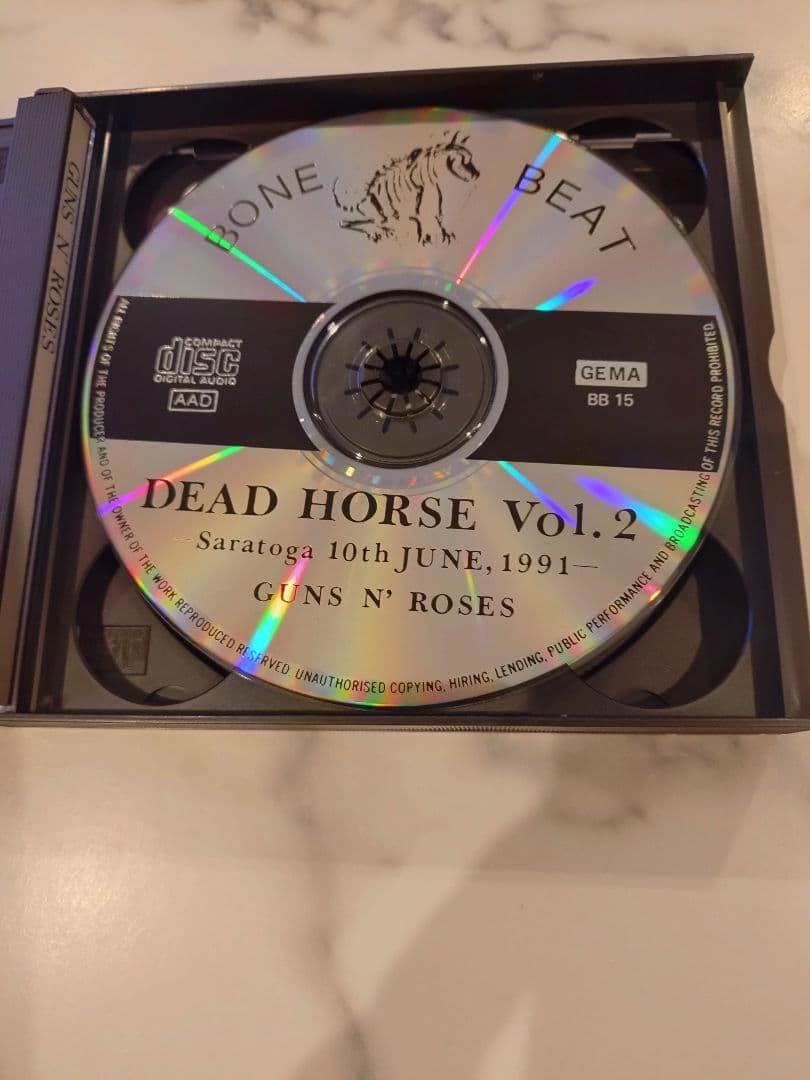 GUNS N' ROSES
BONE BEAT
COMPACT
disc
DIGITAL AUDIO
AAD
GEMA
BB 15
DEAD HORSE Vol. 2
—Saratoga 10th JUNE, 1991—
GUNS N' ROSES
ALL RIGHTS OF THE PRODUCER AND OF THE OWNER OF THE WORK REPRODUCED RESERVED. UNAUTHORISED COPYING, HIRING, LENDING, PUBLIC PERFORMANCE AND BROADCASTING OF THIS RECORD PROHIBITED.